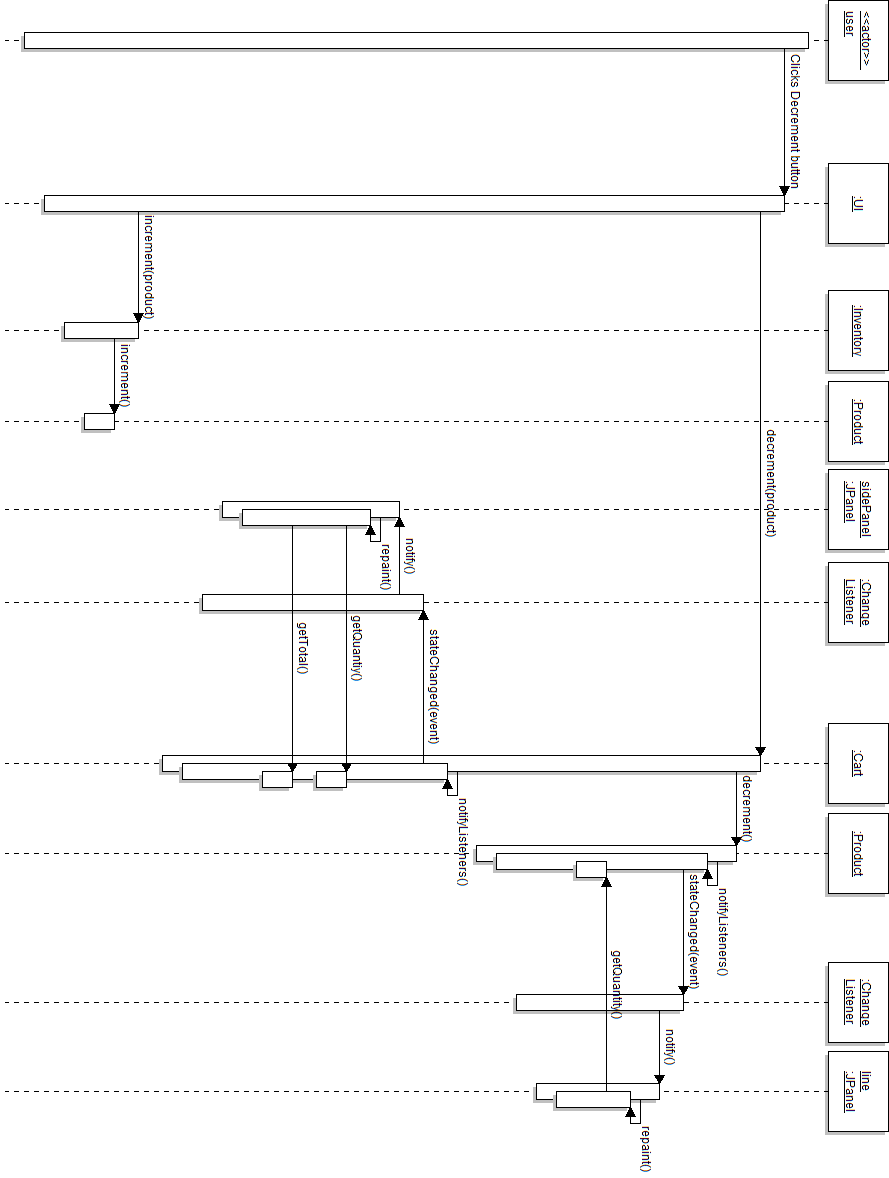 <<actor>>
user
:UI
:Inventory
:Product
sidePanel
:JPanel
:Change
Listener
:Cart
:Product
:Change
Listener
line
:JPanel
Clicks Decrement button
decrement(product)
decrement()
notifyListeners()
stateChanged(event)
notify()
repaint()
getQuantity()
notifyListeners()
stateChanged(event)
notify()
repaint()
getQuantiy()
getTotal()
increment(product)
increment()